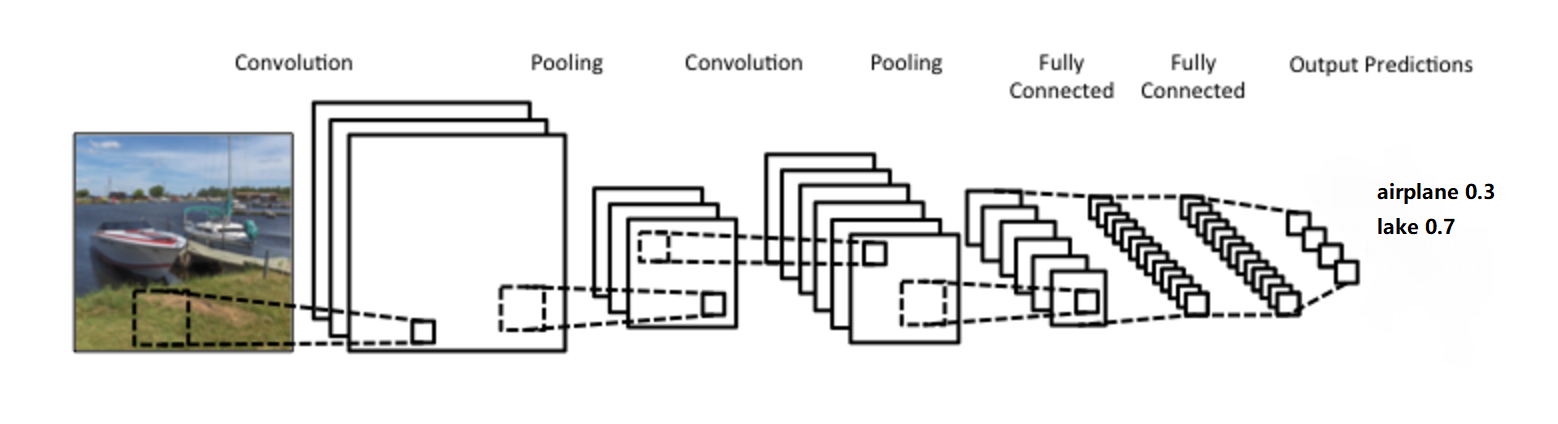 Convolution
Pooling
Convolution
Pooling
Fully
Connected
Fully
Connected
Output Predictions
airplane 0.3
lake 0.7